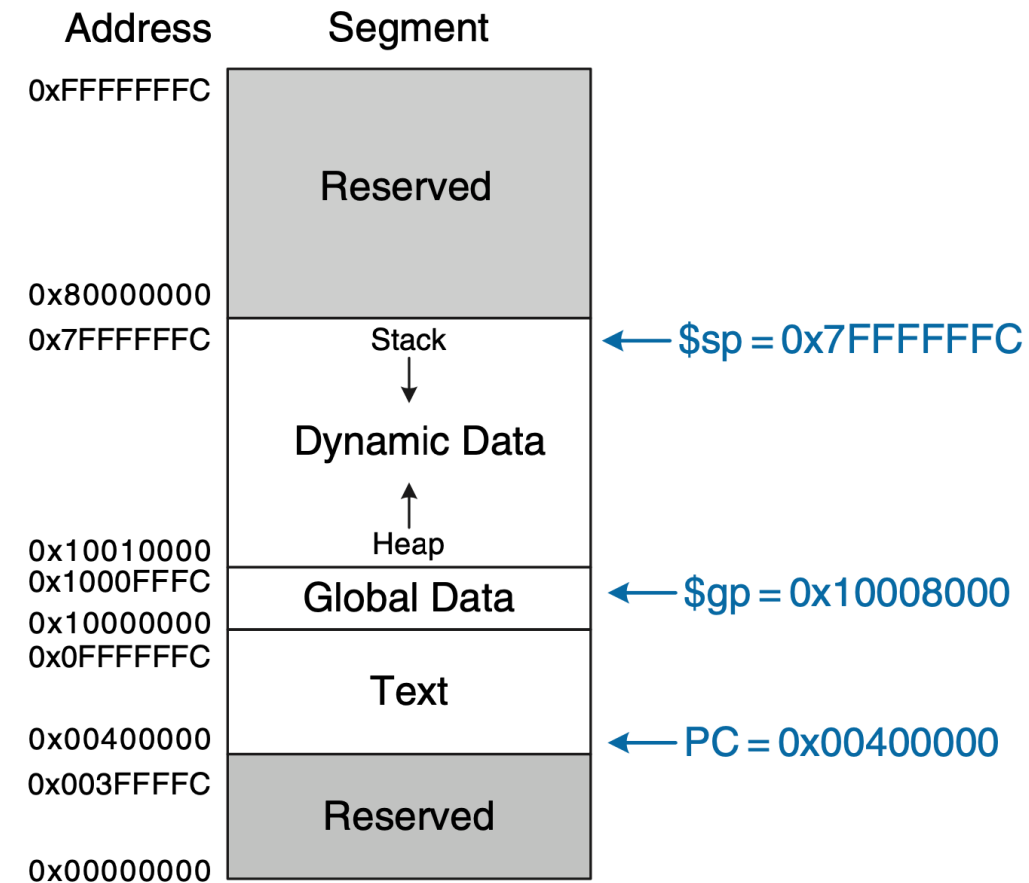 Address Segment
0xFFFFFFFC
Reserved
0x80000000
0x7FFFFFFC Stack $sp = 0x7FFFFFFC
Dynamic Data
Heap
0x10010000
0x1000FFFC
Global Data $gp = 0x10008000
0x10000000
0x0FFFFFFC
Text
0x00400000 PC = 0x00400000
0x003FFFFC
Reserved
0x00000000